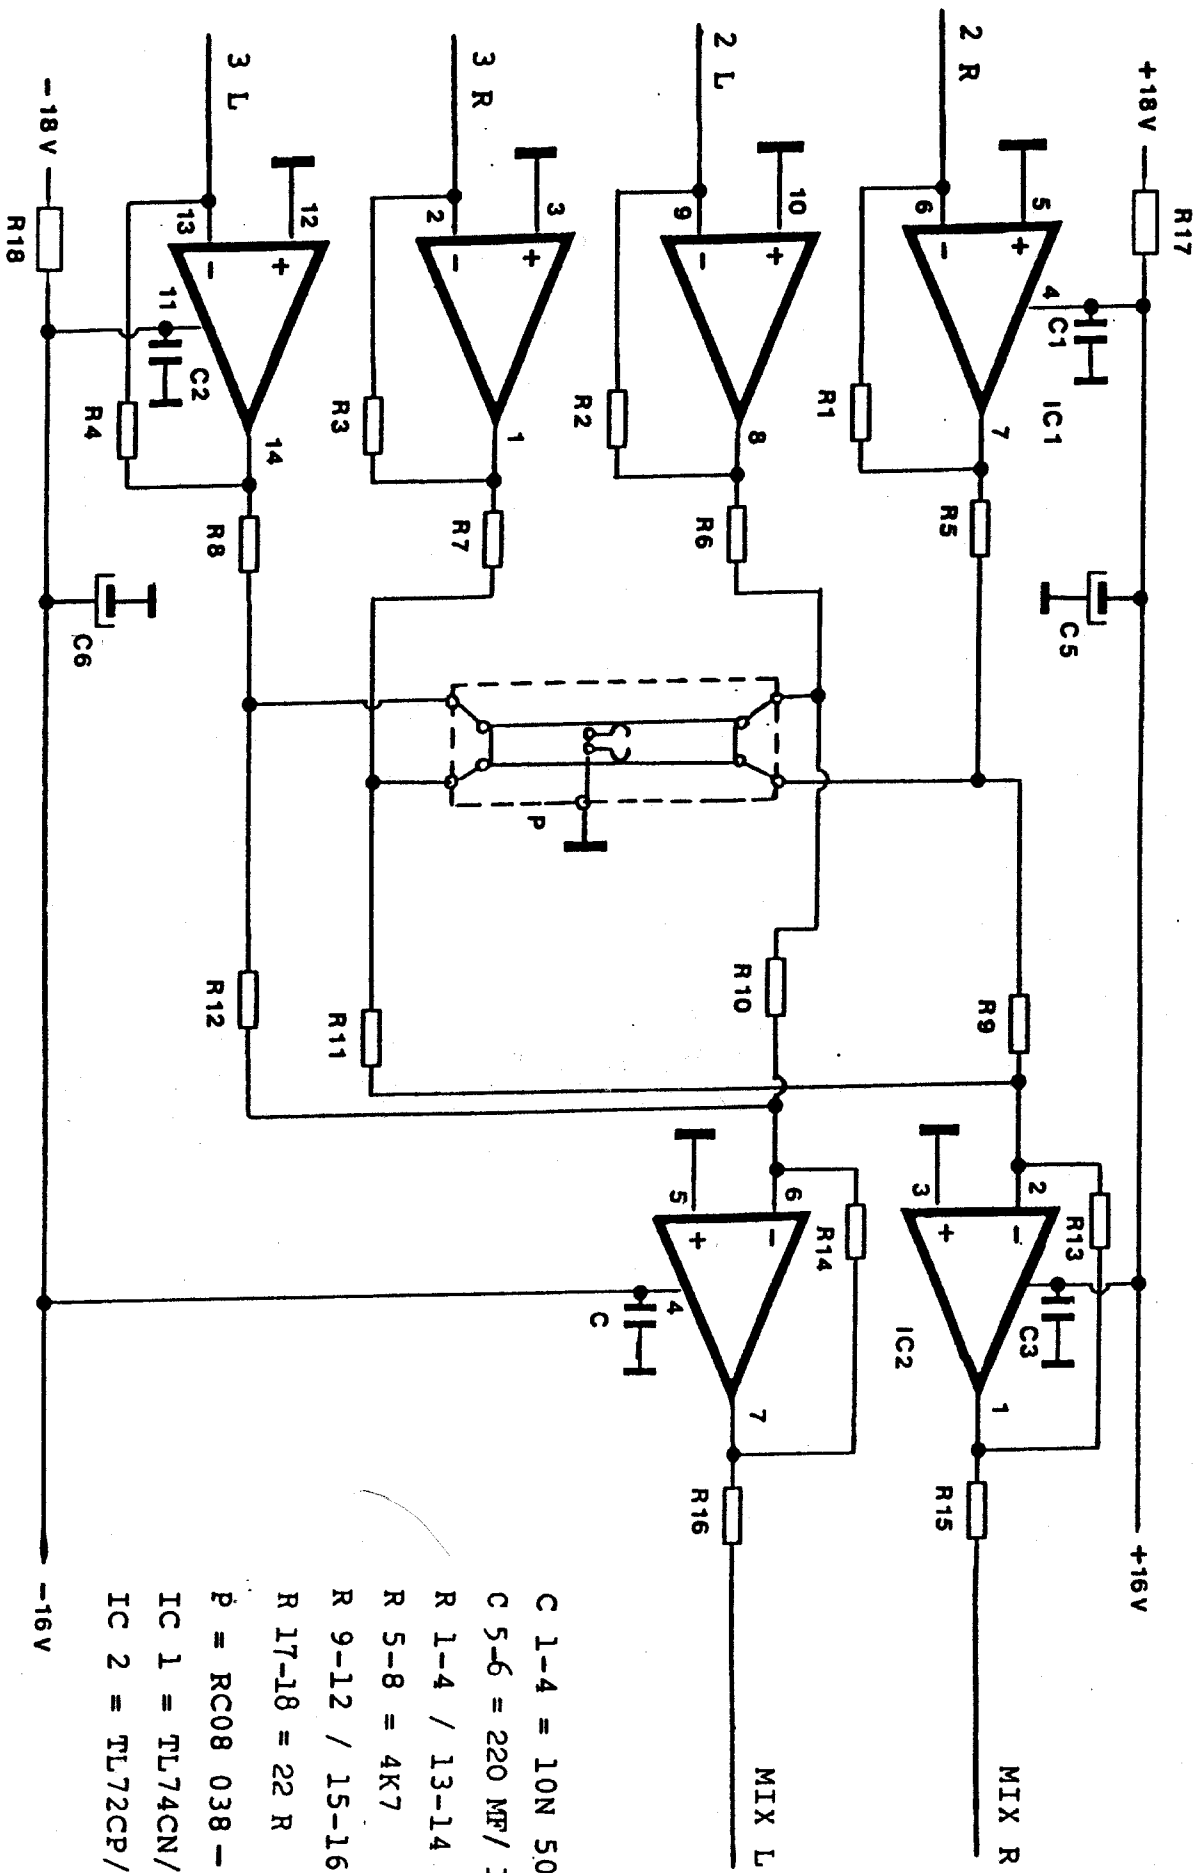 +18V
R17
+16V
2 R
5
+
6
-
4
C1
IC1
7
R1
R5
C5
R9
2
-
3
+
R13
C3
IC2
1
R15
MIX R
2 L
10
+
9
-
8
R2
R6
R10
6
-
5
+
R14
4
C
7
R16
MIX L
3 R
3
+
2
-
1
R3
R7
P
R11
3 L
12
+
13
-
11
C2
14
R4
R8
C6
R12
-18V
R18
-16V
C 1-4 = 10N 50
C 5-6 = 220 MF/
R 1-4 / 13-14
R 5-8 = 4K7
R 9-12 / 15-16
R 17-18 = 22 R
P = RC08 038-
IC 1 = TL74CN/
IC 2 = TL72CP/